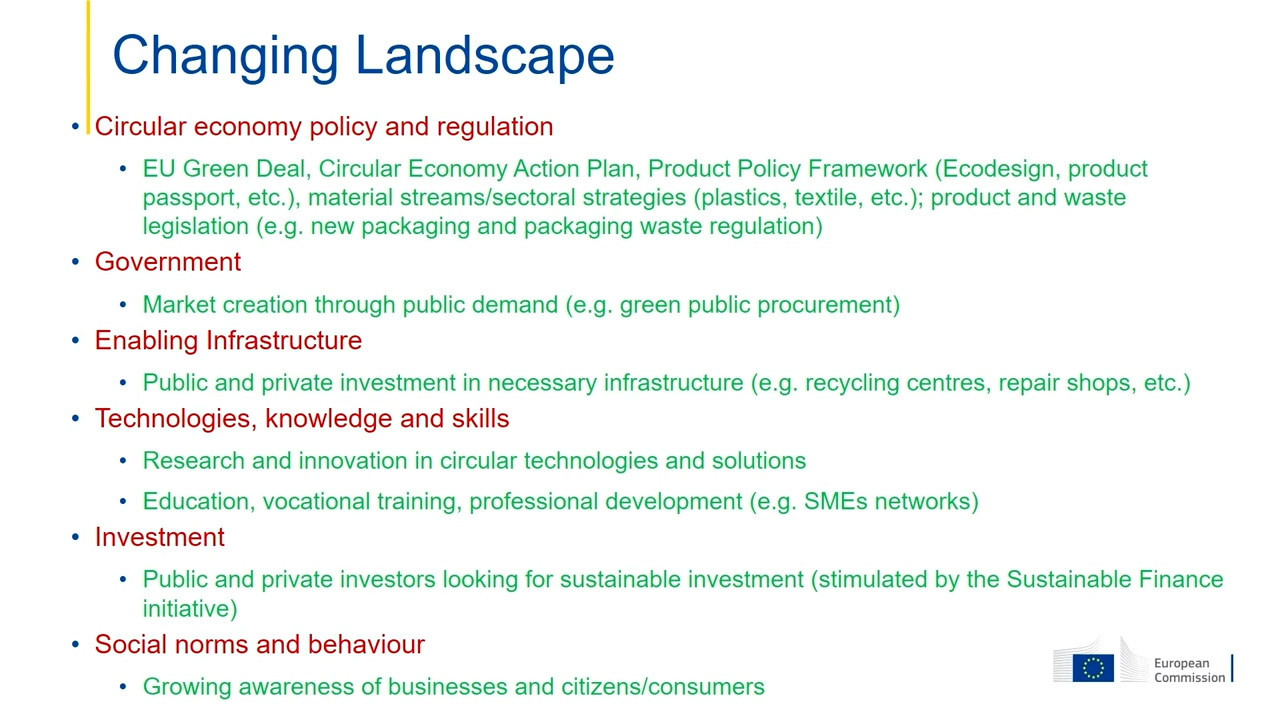 Changing Landscape
• Circular economy policy and regulation
• EU Green Deal, Circular Economy Action Plan, Product Policy Framework (Ecodesign, product
passport, etc.), material streams/sectoral strategies (plastics, textile, etc.); product and waste
legislation (e.g. new packaging and packaging waste regulation)
• Government
• Market creation through public demand (e.g. green public procurement)
• Enabling Infrastructure
• Public and private investment in necessary infrastructure (e.g. recycling centres, repair shops, etc.)
• Technologies, knowledge and skills
• Research and innovation in circular technologies and solutions
• Education, vocational training, professional development (e.g. SMEs networks)
• Investment
• Public and private investors looking for sustainable investment (stimulated by the Sustainable Finance
initiative)
• Social norms and behaviour
• Growing awareness of businesses and citizens/consumers
European
Commission